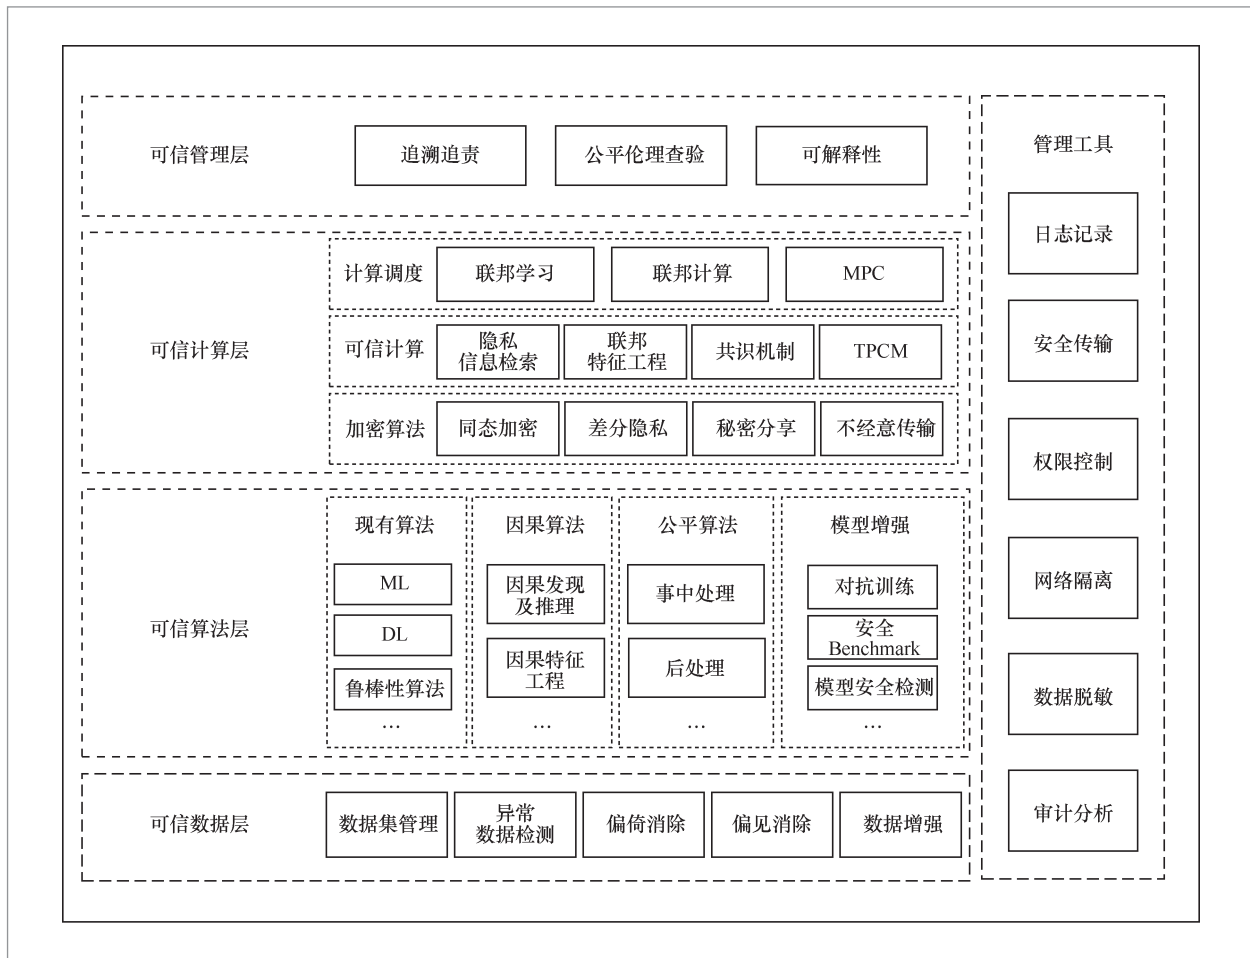 可信管理层
追溯追责
公平伦理查验
可解释性
可信计算层
计算调度
联邦学习
联邦计算
MPC
可信计算
隐私
信息检索
联邦
特征工程
共识机制
TPCM
加密算法
同态加密
差分隐私
秘密分享
不经意传输
可信算法层
现有算法
ML
DL
鲁棒性算法
…
因果算法
因果发现
及推理
因果特征
工程
…
公平算法
事中处理
后处理
…
模型增强
对抗训练
安全
Benchmark
模型安全检测
…
可信数据层
数据集管理
异常
数据检测
偏倚消除
偏见消除
数据增强
管理工具
日志记录
安全传输
权限控制
网络隔离
数据脱敏
审计分析